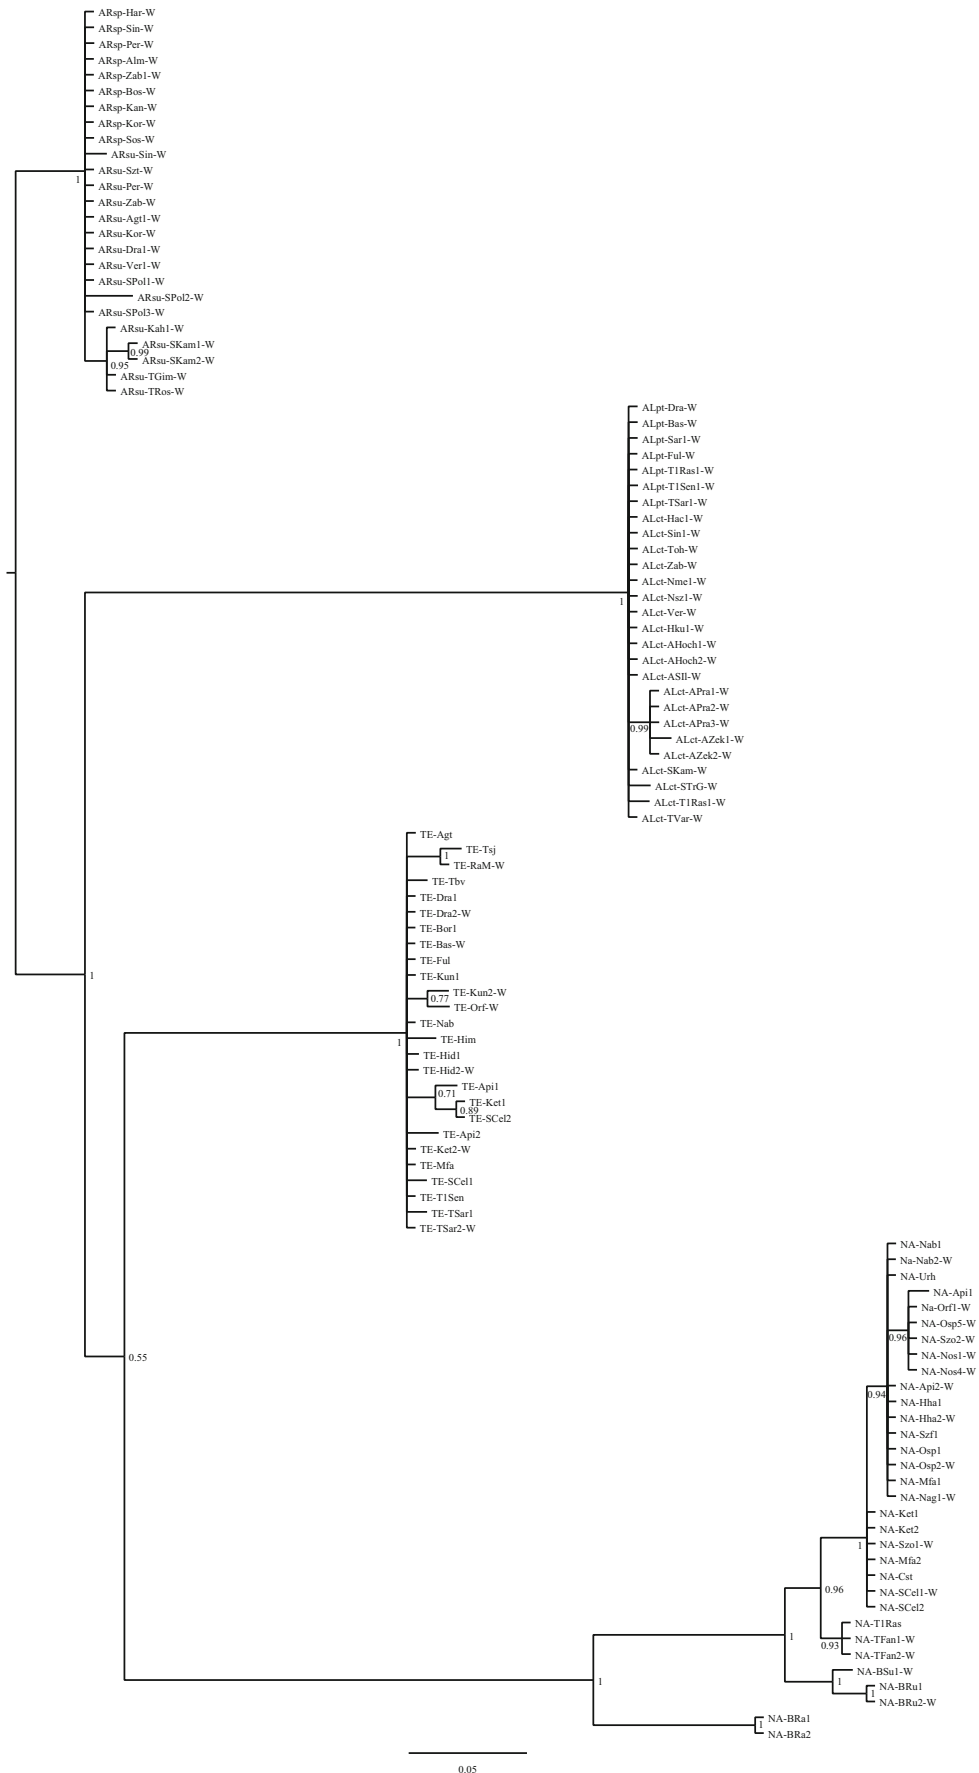 ARsp-Har-W
ARsp-Sin-W
ARsp-Per-W
ARsp-Alm-W
ARsp-Zab1-W
ARsp-Bos-W
ARsp-Kan-W
ARsp-Kor-W
ARsp-Sos-W
ARsu-Sin-W
ARsu-Szt-W
1
ARsu-Per-W
ARsu-Zab-W
ARsu-Agt1-W
ARsu-Kor-W
ARsu-Dra1-W
ARsu-Ver1-W
ARsu-SPol1-W
ARsu-SPol2-W
ARsu-SPol3-W
ARsu-Kah1-W
ARsu-SKam1-W
0.99
ARsu-SKam2-W
0.95
ARsu-TGim-W
ARsu-TRos-W
ALpt-Dra-W
ALpt-Bas-W
ALpt-Sar1-W
ALpt-Ful-W
ALpt-T1Ras1-W
ALpt-T1Sen1-W
ALpt-TSar1-W
ALct-Hac1-W
ALct-Sin1-W
ALct-Toh-W
ALct-Zab-W
ALct-Nme1-W
ALct-Nsz1-W
1
ALct-Ver-W
ALct-Hku1-W
ALct-AHoch1-W
ALct-AHoch2-W
ALct-ASIl-W
ALct-APra1-W
ALct-APra2-W
ALct-APra3-W
0.99
ALct-AZek1-W
ALct-AZek2-W
ALct-SKam-W
ALct-STrG-W
ALct-T1Ras1-W
ALct-TVar-W
TE-Agt
TE-Tsj
1
TE-RaM-W
TE-Tbv
TE-Dra1
TE-Dra2-W
TE-Bor1
TE-Bas-W
TE-Ful
TE-Kun1
1
TE-Kun2-W
0.77
TE-Orf-W
TE-Nab
TE-Him
1
TE-Hid1
TE-Hid2-W
TE-Api1
0.71
TE-Ket1
0.89
TE-SCel2
TE-Api2
TE-Ket2-W
TE-Mfa
TE-SCel1
TE-T1Sen
TE-TSar1
TE-TSar2-W
NA-Nab1
Na-Nab2-W
NA-Urh
NA-Api1
Na-Orf1-W
NA-Osp5-W
0.96
NA-Szo2-W
NA-Nos1-W
0.55
NA-Nos4-W
NA-Api2-W
0.94
NA-Hha1
NA-Hha2-W
NA-Szf1
NA-Osp1
NA-Osp2-W
NA-Mfa1
NA-Nag1-W
NA-Ket1
NA-Ket2
NA-Szo1-W
1
NA-Mfa2
NA-Cst
0.96
NA-SCel1-W
NA-SCel2
NA-T1Ras
1
NA-TFan1-W
0.93
NA-TFan2-W
NA-BSu1-W
1
1
NA-BRu1
1
NA-BRu2-W
NA-BRa1
1
NA-BRa2
0.05